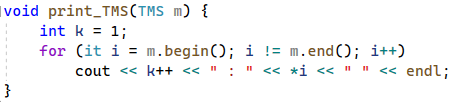 void print_TMS(TMS m) {
    int k = 1;
    for (it i = m.begin(); i != m.end(); i++)
        cout << k++ << " : " << *i << " " << endl;
}